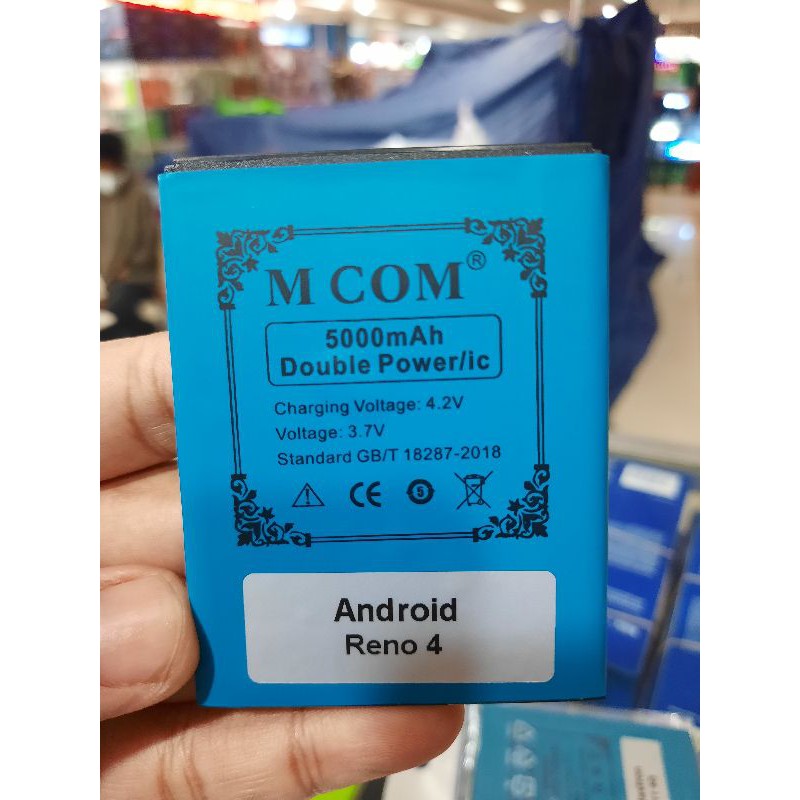 M COM®
5000mAh
Double Power/ic
Charging Voltage: 4.2V
Voltage: 3.7V
Standard GB/T 18287-2018
CE
5
Android
Reno 4